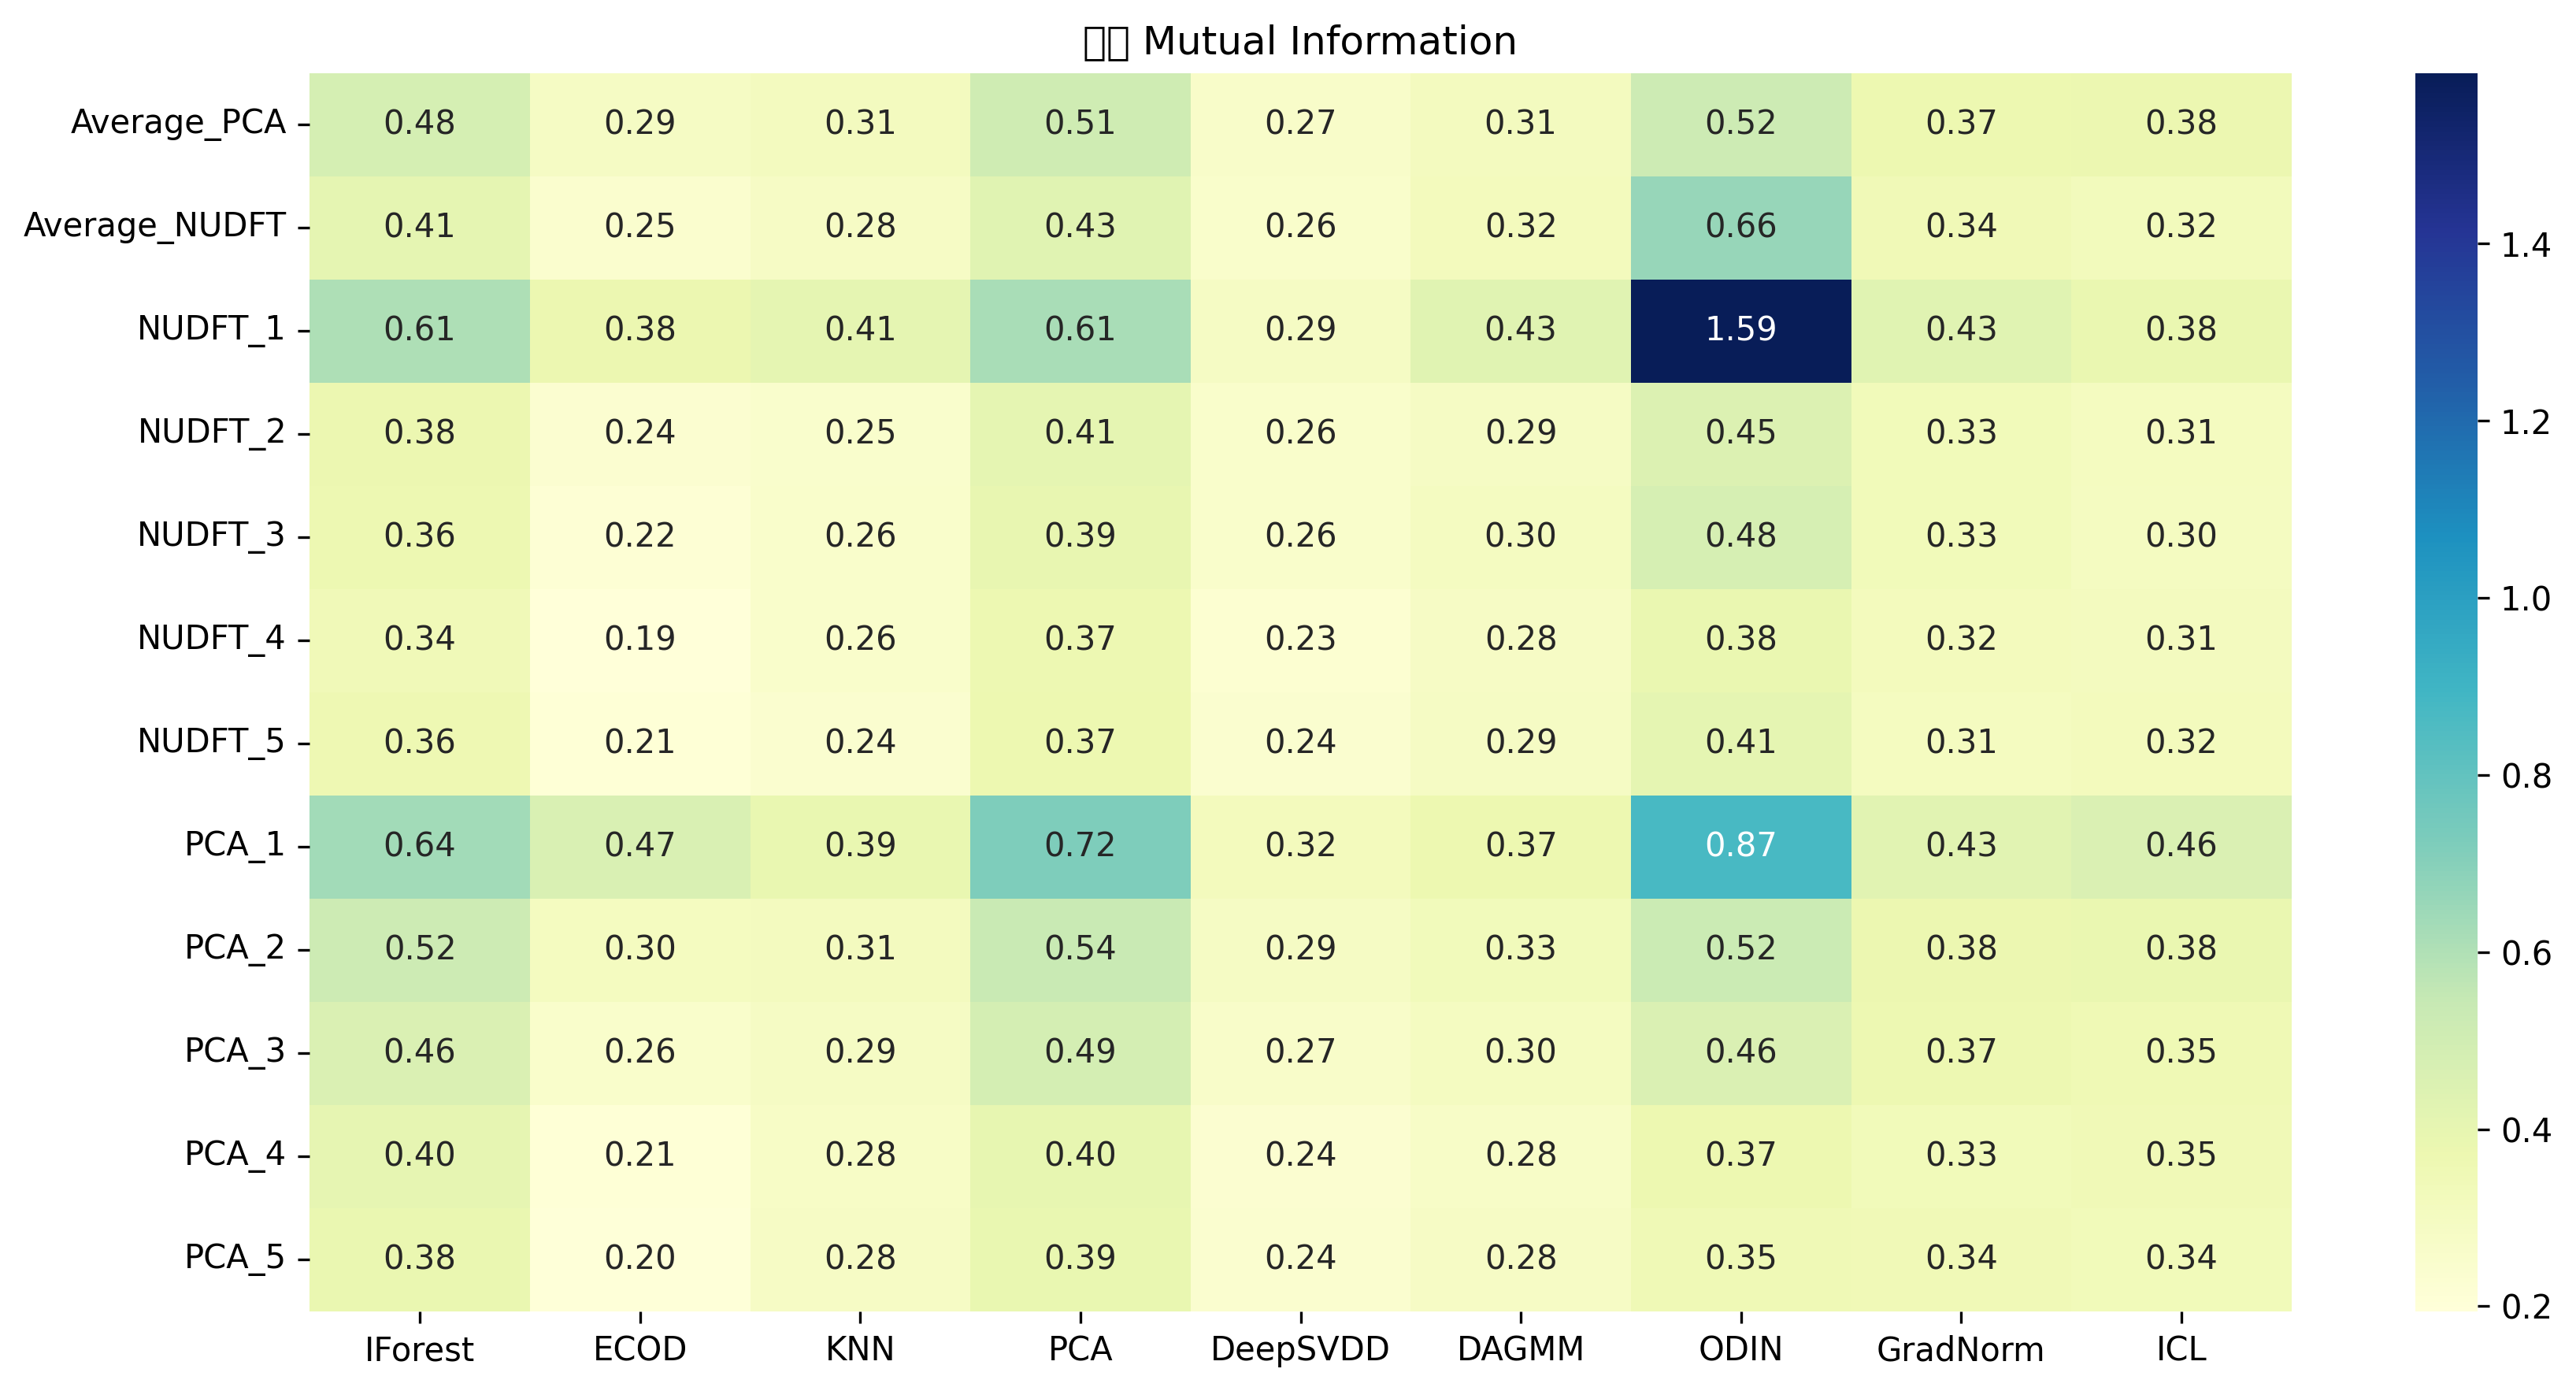 Mutual Information
Average_PCA 0.48 0.29 0.31 0.51 0.27 0.31 0.52 0.37 0.38
Average_NUDFT 0.41 0.25 0.28 0.43 0.26 0.32 0.66 0.34 0.32
NUDFT_1 0.61 0.38 0.41 0.61 0.29 0.43 1.59 0.43 0.38
NUDFT_2 0.38 0.24 0.25 0.41 0.26 0.29 0.45 0.33 0.31
NUDFT_3 0.36 0.22 0.26 0.39 0.26 0.30 0.48 0.33 0.30
NUDFT_4 0.34 0.19 0.26 0.37 0.23 0.28 0.38 0.32 0.31
NUDFT_5 0.36 0.21 0.24 0.37 0.24 0.29 0.41 0.31 0.32
PCA_1 0.64 0.47 0.39 0.72 0.32 0.37 0.87 0.43 0.46
PCA_2 0.52 0.30 0.31 0.54 0.29 0.33 0.52 0.38 0.38
PCA_3 0.46 0.26 0.29 0.49 0.27 0.30 0.46 0.37 0.35
PCA_4 0.40 0.21 0.28 0.40 0.24 0.28 0.37 0.33 0.35
PCA_5 0.38 0.20 0.28 0.39 0.24 0.28 0.35 0.34 0.34
IForest ECOD KNN PCA DeepSVDD DAGMM ODIN GradNorm ICL
1.4
1.2
1.0
0.8
0.6
0.4
0.2